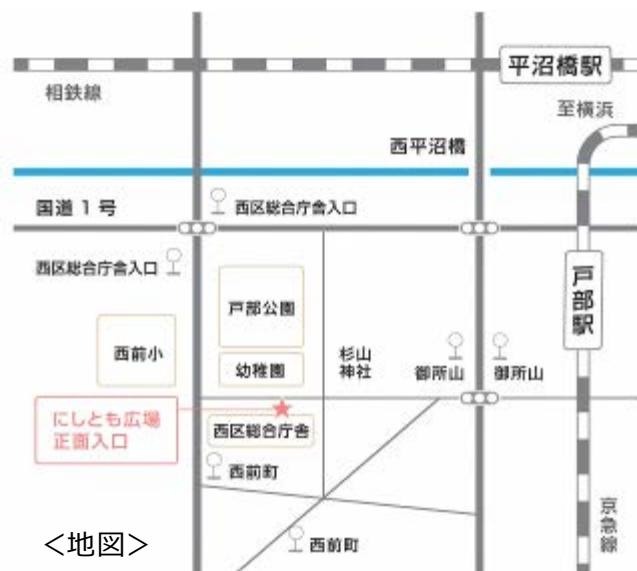 平沼橋駅
相鉄線
至横浜
西平沼橋
国道1号
西区総合庁舎入口
西区総合庁舎入口
戸部駅
戸部公園
西前小
幼稚園
杉山
神社
御所山
御所山
にしとも広場
正面入口
西区総合庁舎
西前町
京急線
<地図>
西前町